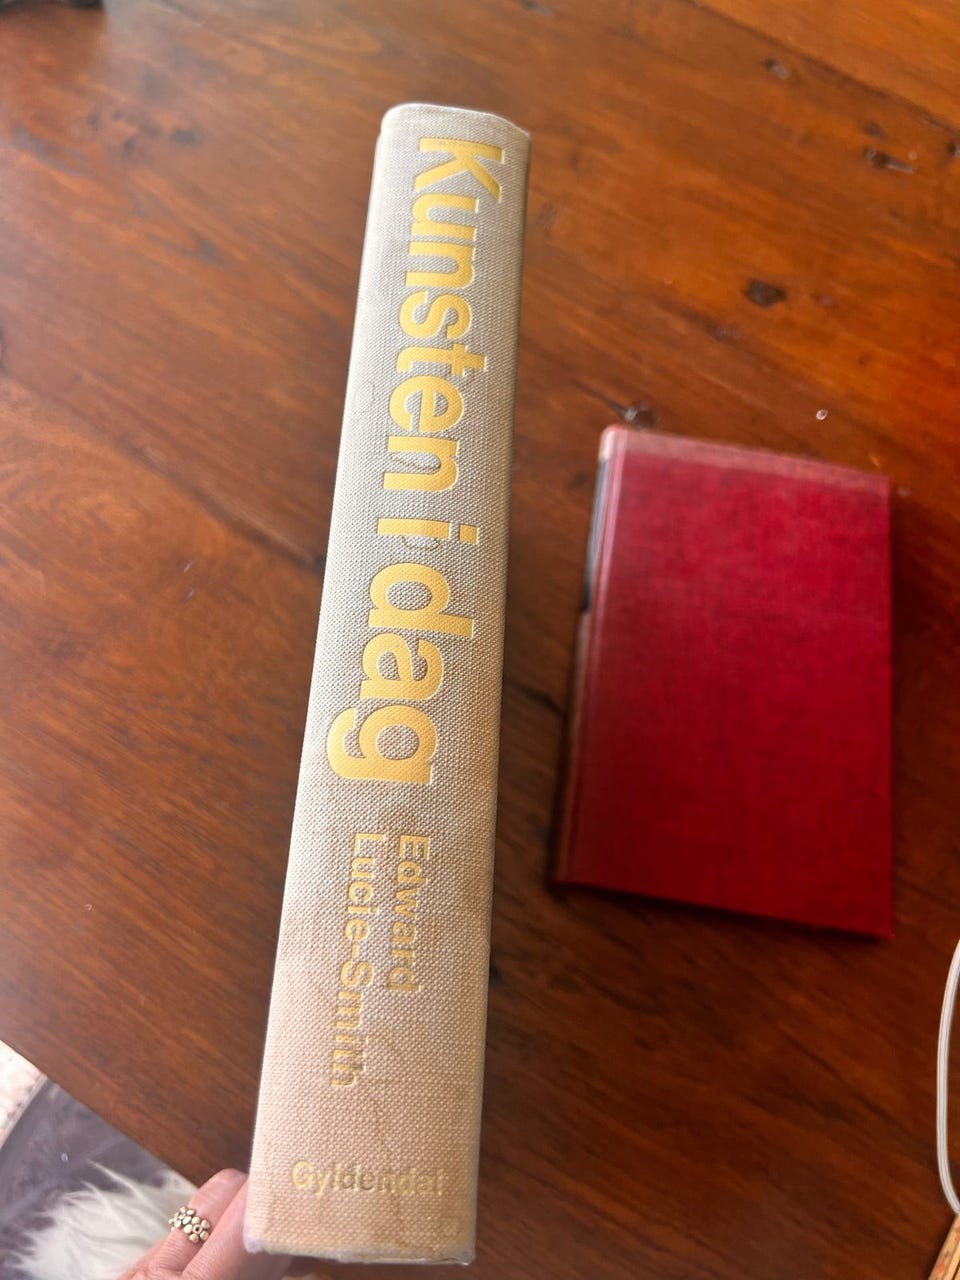 Kunsten i dag
Edward
Lucie-Smith
Gyldendal